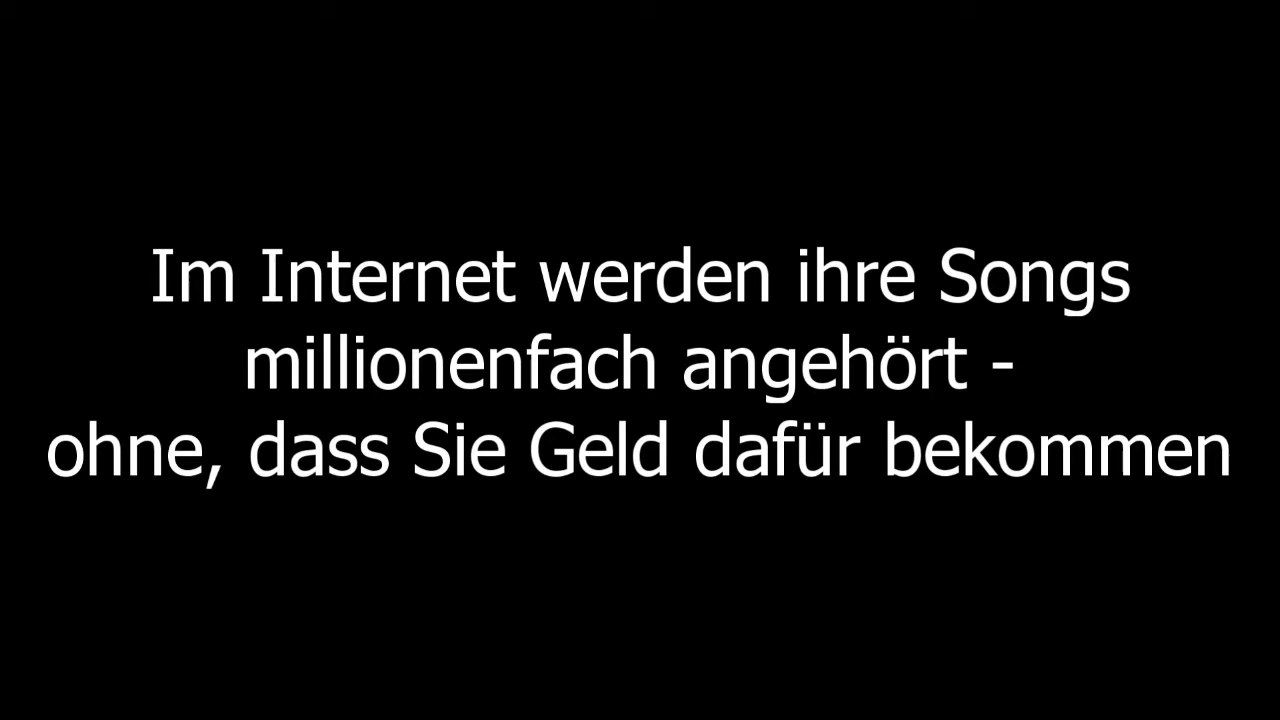 Im Internet werden ihre Songs
millionenfach angehört -
ohne, dass Sie Geld dafür bekommen